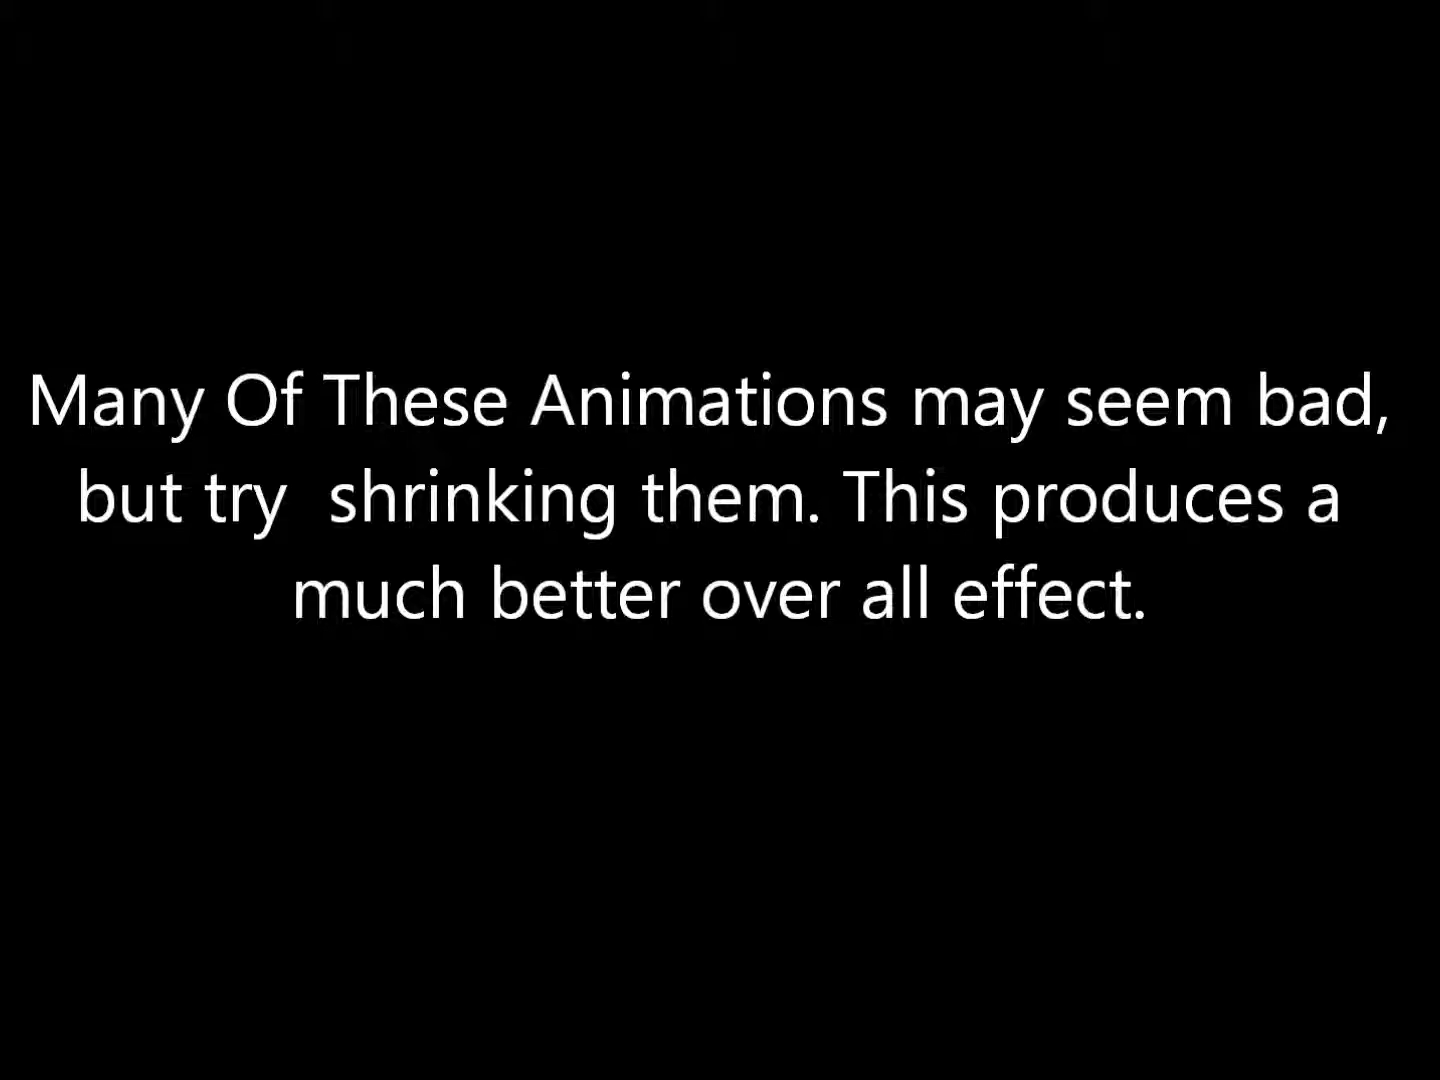 Many Of These Animations may seem bad,
but try  shrinking them. This produces a
much better over all effect.